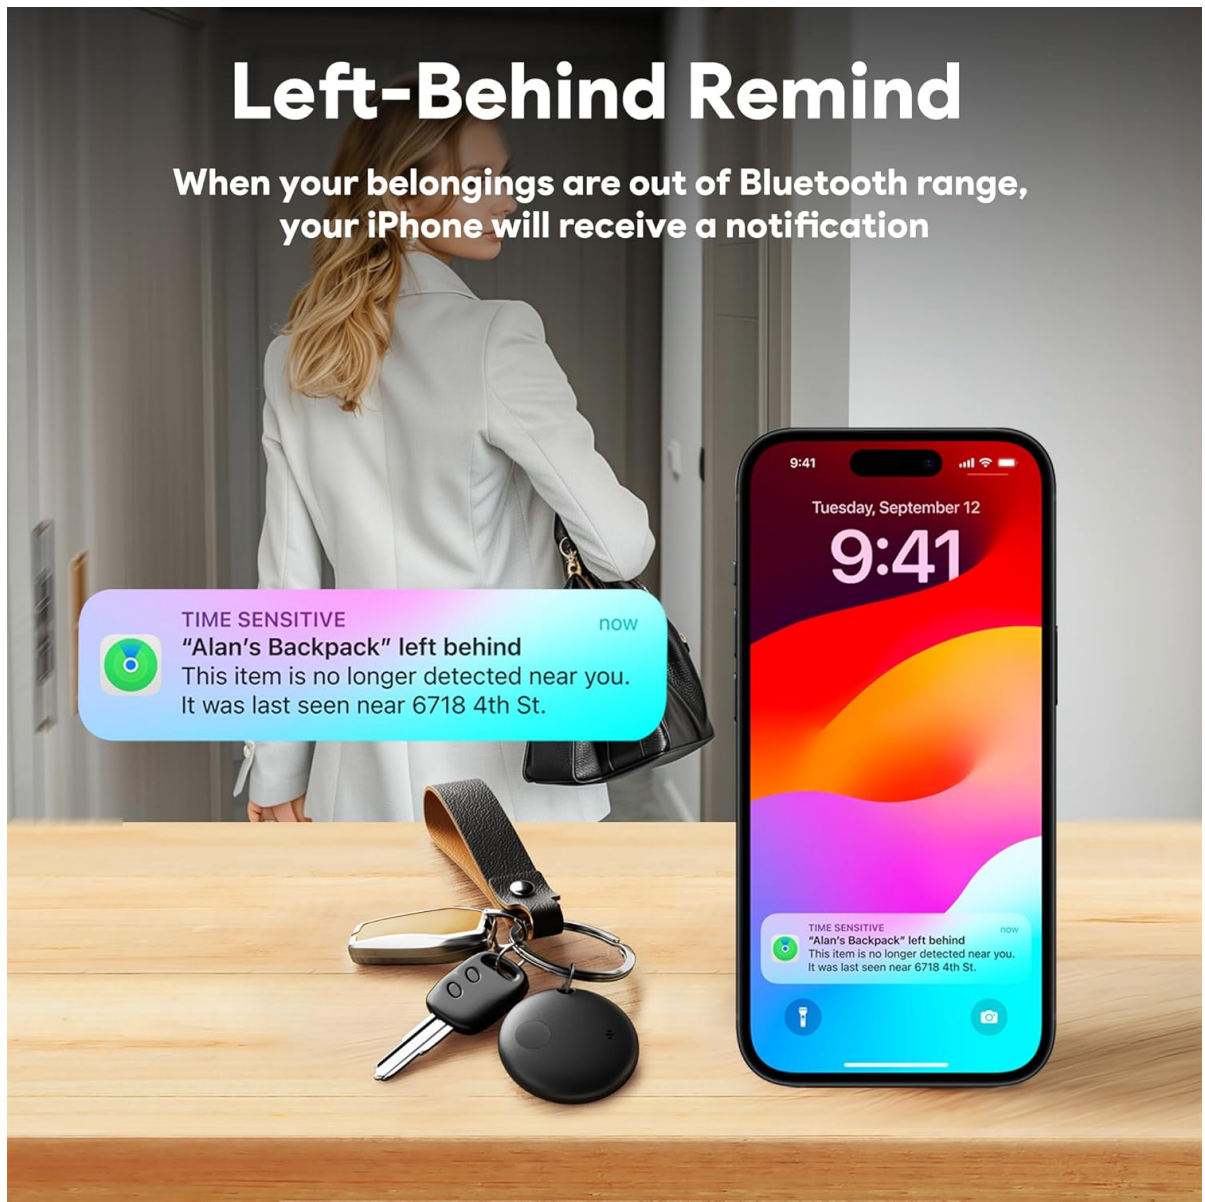 Left-Behind Remind
When your belongings are out of Bluetooth range,
your iPhone will receive a notification
9:41
Tuesday, September 12
9:41
TIME SENSITIVE
now
"Alan's Backpack" left behind
This item is no longer detected near you.
It was last seen near 6718 4th St.
TIME SENSITIVE
now
"Alan's Backpack" left behind
This item is no longer detected near you.
It was last seen near 6718 4th St.